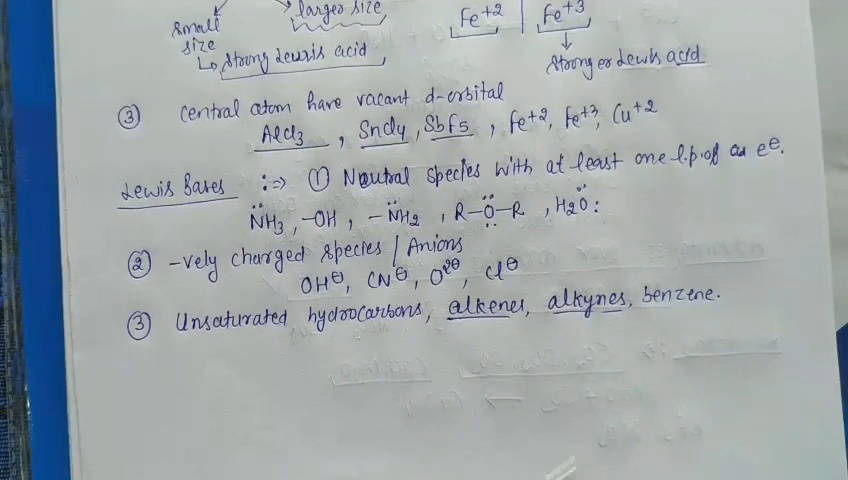 larger size
small size
Fe+2 | Fe+3
↳ strong Lewis acid
stronger Lewis acid
③ central atom have vacant d-orbital
AlCl3, SnCl4, SbF5, Fe+2, Fe+3, Cu+2
Lewis Bases :⇒ ① Neutral species with at least one l.p. of e⊖.
N̈H3, -OH, -N̈H2, R-Ö-R, H2Ö:
② -vely charged species / Anions
OH⊖, CN⊖, O2⊖, Cl⊖
③ Unsaturated hydrocarbons, alkenes, alkynes, benzene.